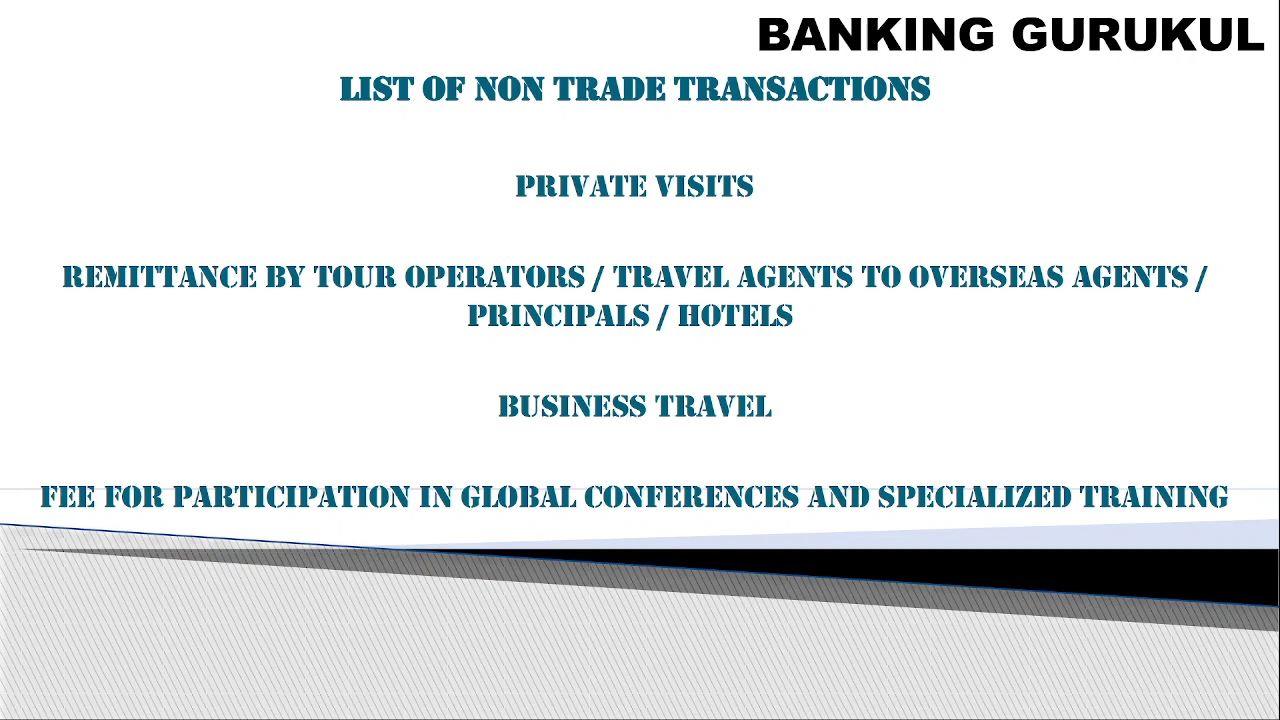 BANKING GURUKUL
LIST OF NON TRADE TRANSACTIONS
PRIVATE VISITS
REMITTANCE BY TOUR OPERATORS / TRAVEL AGENTS TO OVERSEAS AGENTS /
PRINCIPALS / HOTELS
BUSINESS TRAVEL
FEE FOR PARTICIPATION IN GLOBAL CONFERENCES AND SPECIALIZED TRAINING